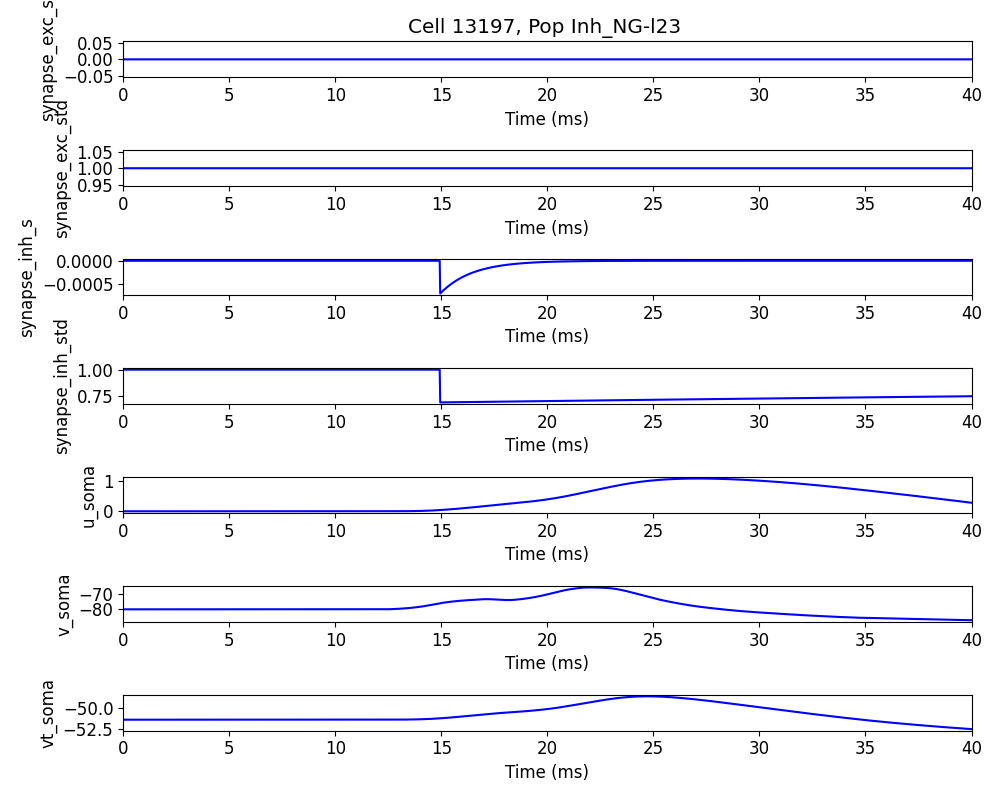 Cell 13197, Pop Inh_NG-l23
synapse_exc_s
0.05
0.00
−0.05
0 5 10 15 20 25 30 35 40
Time (ms)
synapse_exc_std
1.05
1.00
0.95
0 5 10 15 20 25 30 35 40
Time (ms)
synapse_inh_s
0.0000
−0.0005
0 5 10 15 20 25 30 35 40
Time (ms)
synapse_inh_std
1.00
0.75
0 5 10 15 20 25 30 35 40
Time (ms)
u_soma
1
0
0 5 10 15 20 25 30 35 40
Time (ms)
v_soma
−70
−80
0 5 10 15 20 25 30 35 40
Time (ms)
vt_soma
−50.0
−52.5
0 5 10 15 20 25 30 35 40
Time (ms)